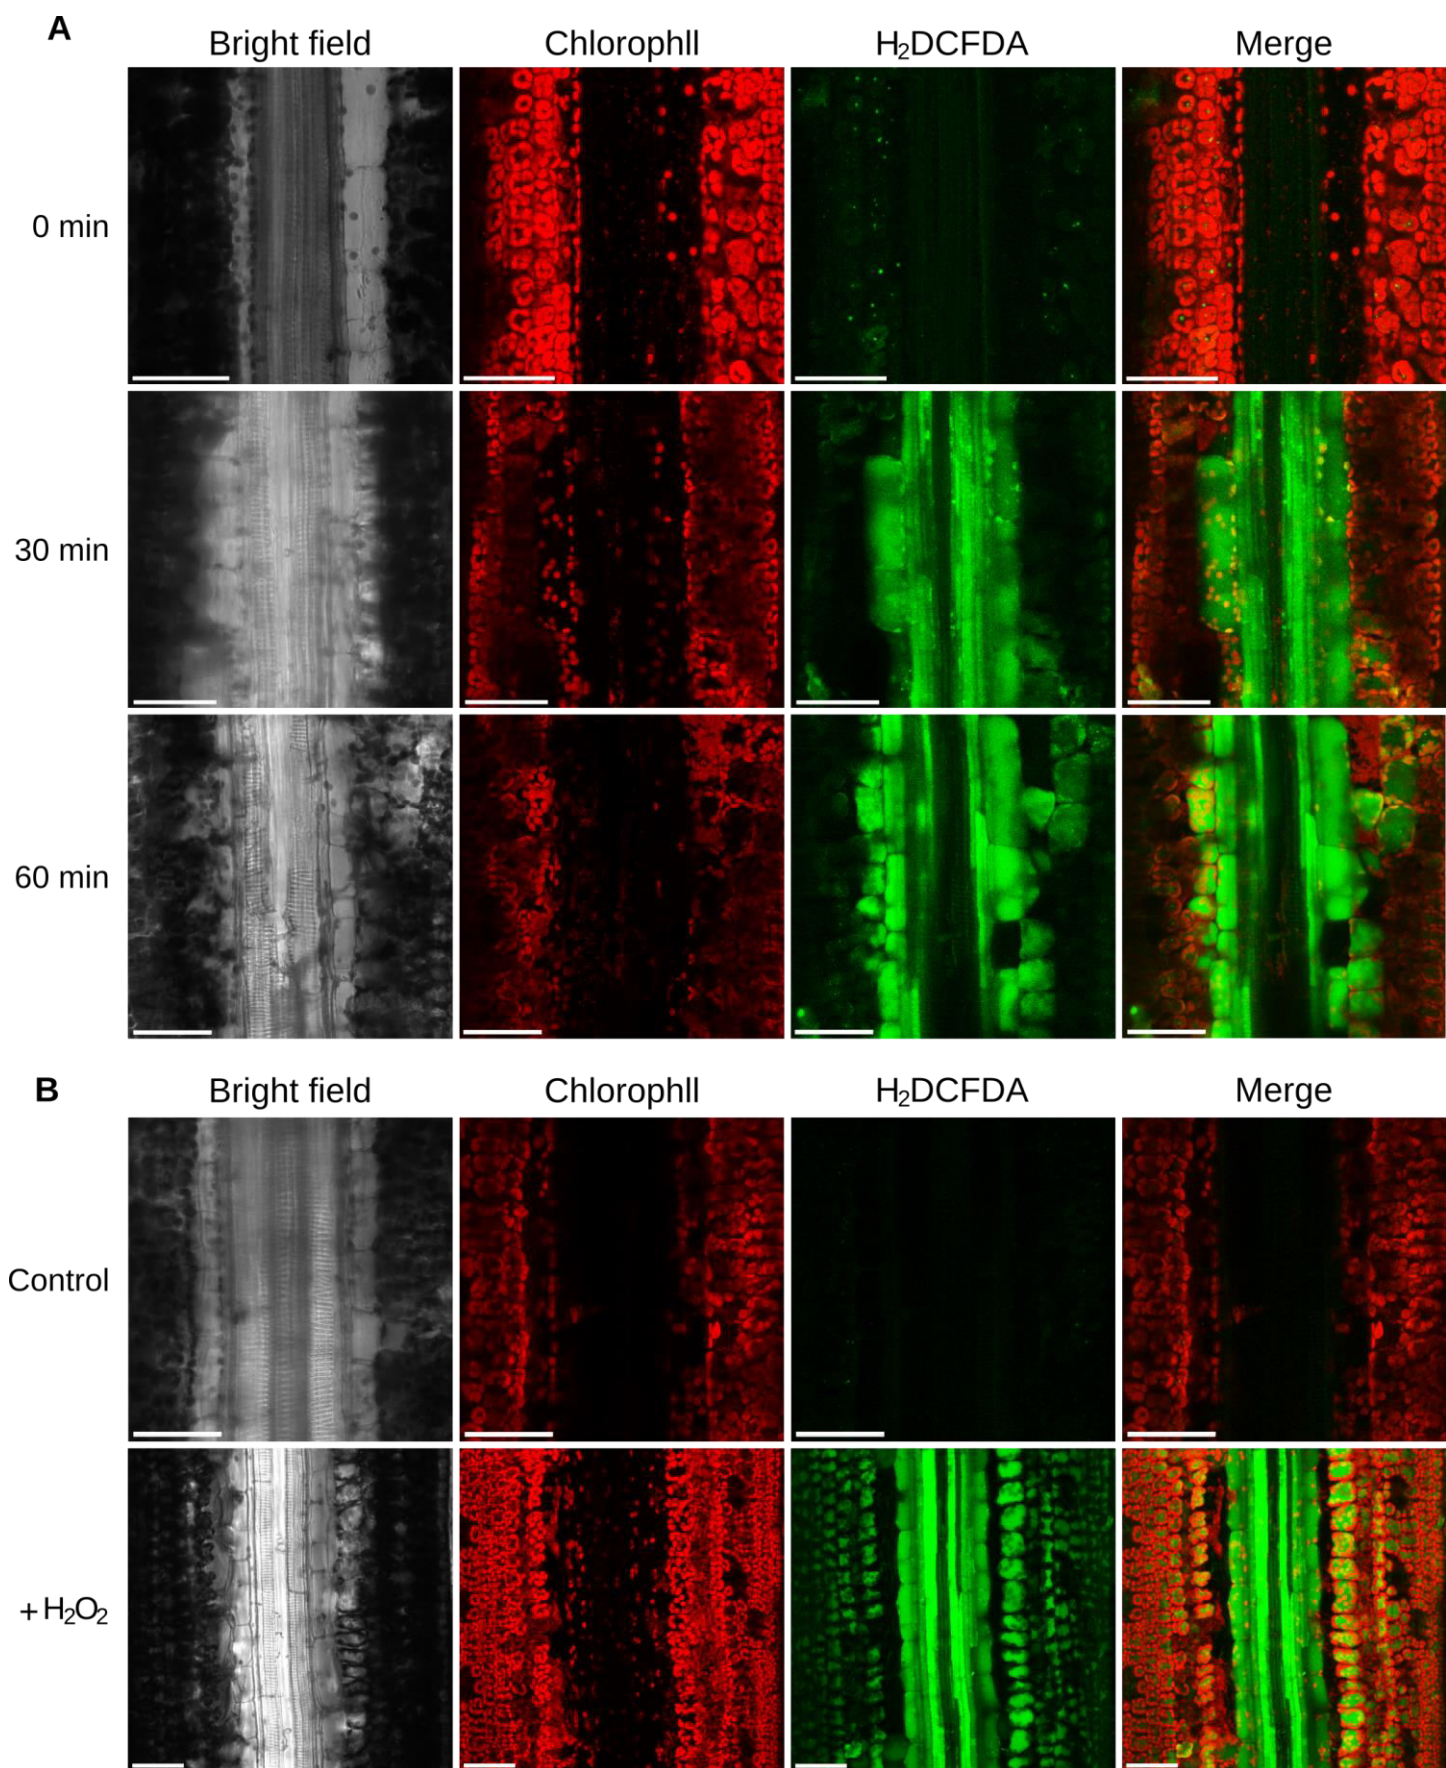 A
Bright field Chlorophll H₂DCFDA Merge
0 min
30 min
60 min
B
Bright field Chlorophll H₂DCFDA Merge
Control
+ H₂O₂